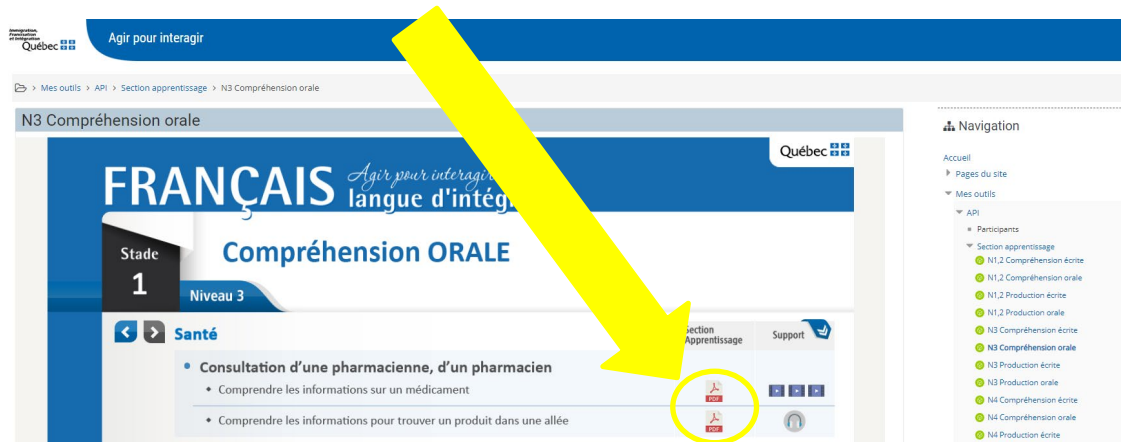 Immigration,
Francisation
et Intégration
Québec
Agir pour interagir
> Mes outils > API > Section apprentissage > N3 Compréhension orale
N3 Compréhension orale
Québec
FRANÇAIS
Agir pour interagir
langue d'intég
Stade
1
Compréhension ORALE
Niveau 3
Santé
Section
Apprentissage
Support
• Consultation d'une pharmacienne, d'un pharmacien
Comprendre les informations sur un médicament
PDF
Comprendre les informations pour trouver un produit dans une allée
PDF
Navigation
Accueil
Pages du site
Mes outils
API
Participants
Section apprentissage
N1,2 Compréhension écrite
N1,2 Compréhension orale
N1,2 Production écrite
N1,2 Production orale
N3 Compréhension écrite
N3 Compréhension orale
N3 Production écrite
N3 Production orale
N4 Compréhension écrite
N4 Compréhension orale
N4 Production écrite